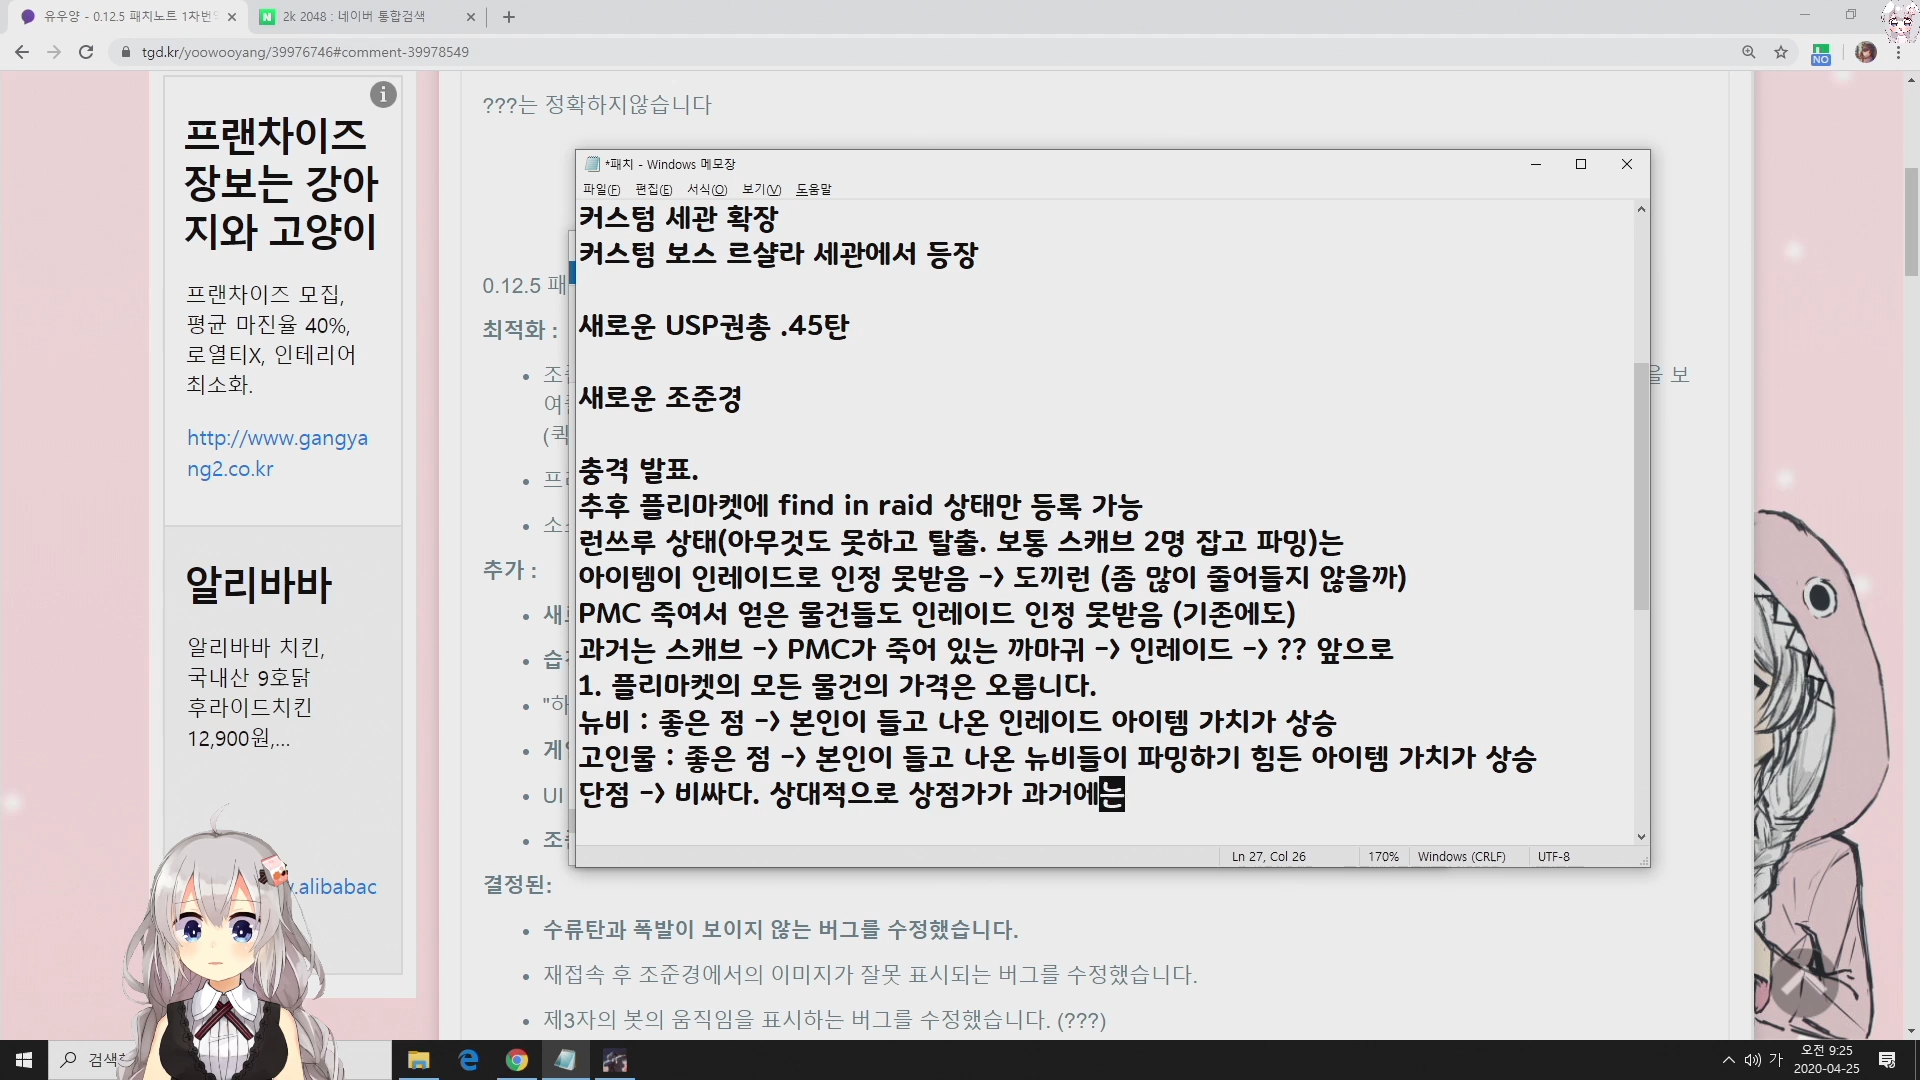 유우양 - 0.12.5 패치노트 1차번역
2k 2048 : 네이버 통합검색
tgd.kr/yoowooyang/39976746#comment-39978549
NO
프랜차이즈
장보는 강아
지와 고양이
프랜차이즈 모집,
평균 마진율 40%,
로열티X, 인테리어
최소화.
http://www.gangya
ng2.co.kr
알리바바
알리바바 치킨,
국내산 9호닭
후라이드치킨
12,900원,...
.alibabac
???는 정확하지않습니다
0.12.5 패
최적화 :
을 보
여
(퀵
추가 :
"하
UI
결정된:
수류탄과 폭발이 보이지 않는 버그를 수정했습니다.
재접속 후 조준경에서의 이미지가 잘못 표시되는 버그를 수정했습니다.
제3자의 봇의 움직임을 표시하는 버그를 수정했습니다. (???)
*패치 - Windows 메모장
파일(F) 편집(E) 서식(O) 보기(V) 도움말
커스텀 세관 확장
커스텀 보스 르샬라 세관에서 등장
새로운 USP권총 .45탄
새로운 조준경
충격 발표.
추후 플리마켓에 find in raid 상태만 등록 가능
런쓰루 상태(아무것도 못하고 탈출. 보통 스캐브 2명 잡고 파밍)는
아이템이 인레이드로 인정 못받음 -> 도끼런 (좀 많이 줄어들지 않을까)
PMC 죽여서 얻은 물건들도 인레이드 인정 못받음 (기존에도)
과거는 스캐브 -> PMC가 죽어 있는 까마귀 -> 인레이드 -> ?? 앞으로
1. 플리마켓의 모든 물건의 가격은 오릅니다.
뉴비 : 좋은 점 -> 본인이 들고 나온 인레이드 아이템 가치가 상승
고인물 : 좋은 점 -> 본인이 들고 나온 뉴비들이 파밍하기 힘든 아이템 가치가 상승
단점 -> 비싸다. 상대적으로 상점가가 과거에는
Ln 27, Col 26 170% Windows (CRLF) UTF-8
검색
가
오전 9:25
2020-04-25